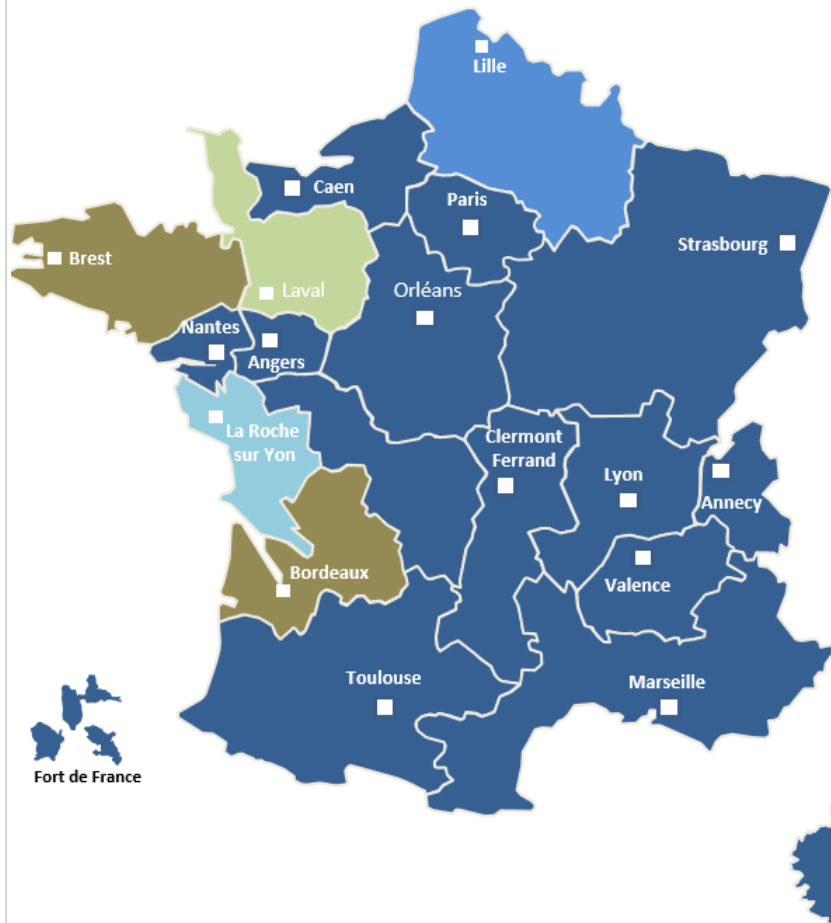 Lille
Caen
Paris
Strasbourg
Brest
Laval
Orléans
Nantes
Angers
La Roche
sur Yon
Clermont
Ferrand
Lyon
Annecy
Bordeaux
Valence
Toulouse
Marseille
Fort de France